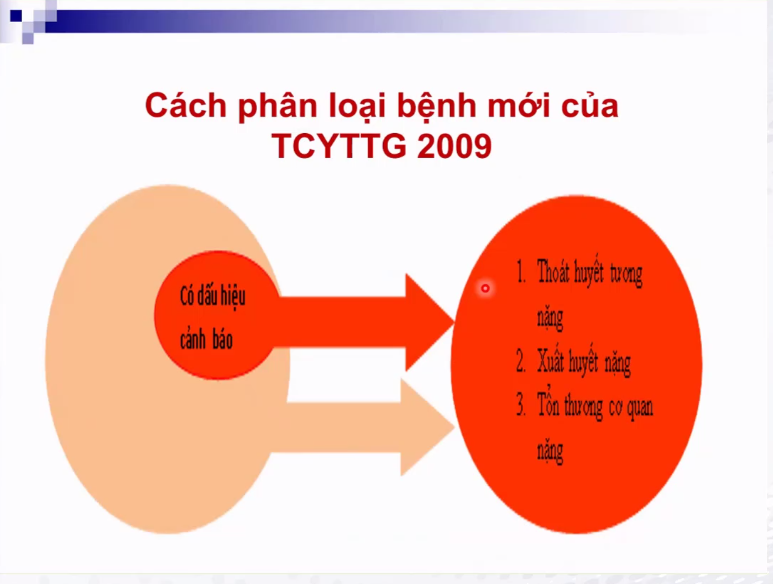 Cách phân loại bệnh mới của
TCYTTG 2009
Có dấu hiệu
cảnh báo
1. Thoát huyết tương
nặng
2. Xuất huyết nặng
3. Tổn thương cơ quan
nặng